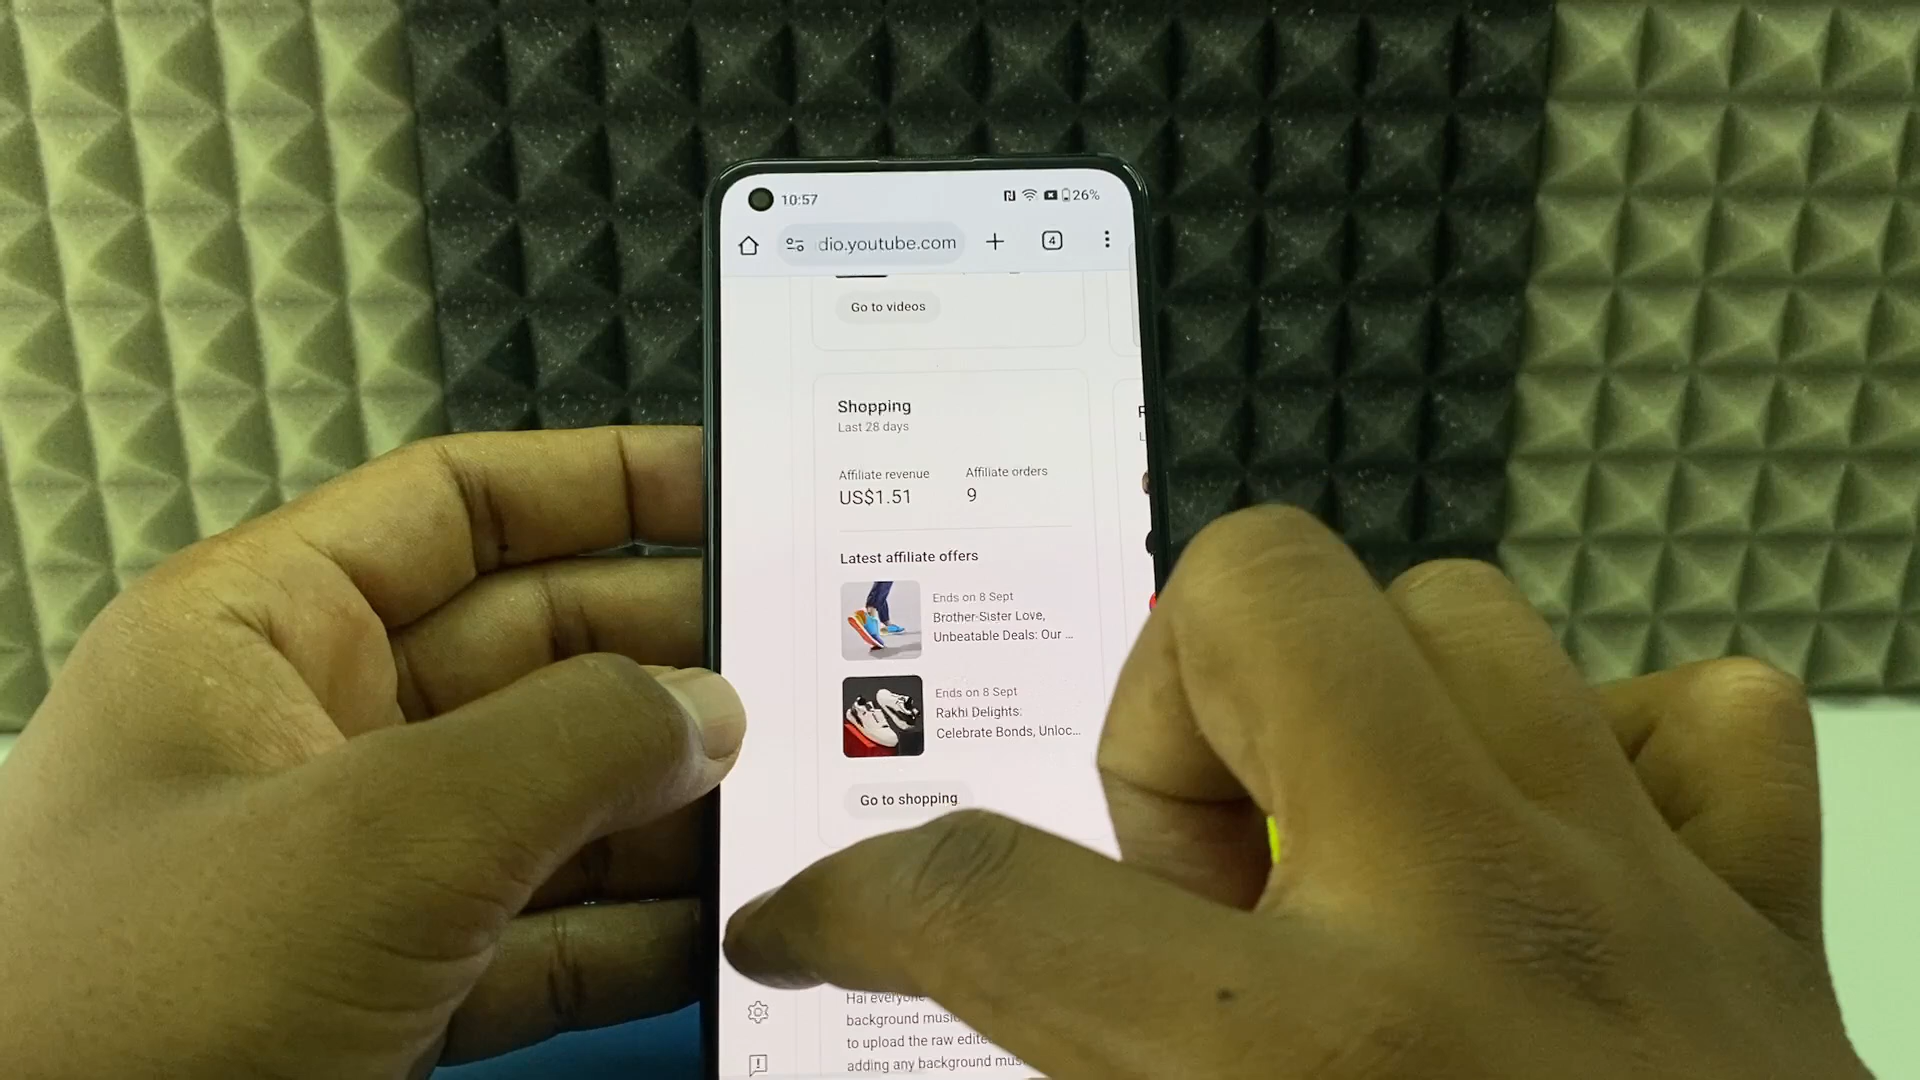 10:57
26%
dio.youtube.com
4
Go to videos
Shopping
Last 28 days
Affiliate revenue
Affiliate orders
US$1.51
9
Latest affiliate offers
Ends on 8 Sept
Brother-Sister Love,
Unbeatable Deals: Our ...
Ends on 8 Sept
Rakhi Delights:
Celebrate Bonds, Unloc...
Go to shopping
Hai everyone
background music
to upload the raw edite
adding any background mus